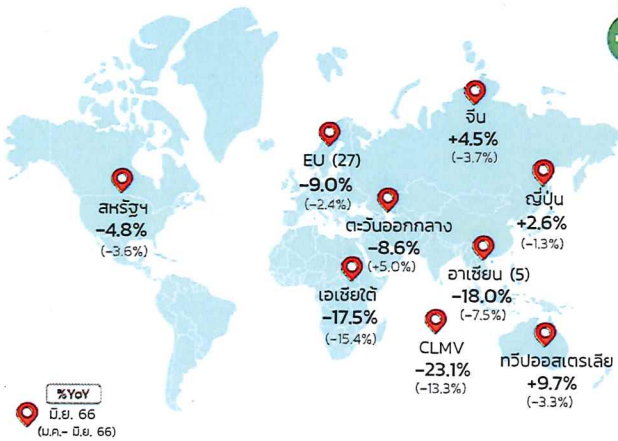 จีน
+4.5%
(-3.7%)
EU (27)
-9.0%
(-2.4%)
สหรัฐฯ
-4.8%
(-3.6%)
ญี่ปุ่น
+2.6%
(-1.3%)
ตะวันออกกลาง
-8.6%
(+5.0%)
อาเซียน (5)
-18.0%
(-7.5%)
เอเชียใต้
-17.5%
(-15.4%)
CLMV
-23.1%
(-13.3%)
ทวีปออสเตรเลีย
+9.7%
(-3.3%)
%YoY
มิ.ย. 66
(ม.ค.- มิ.ย. 66)